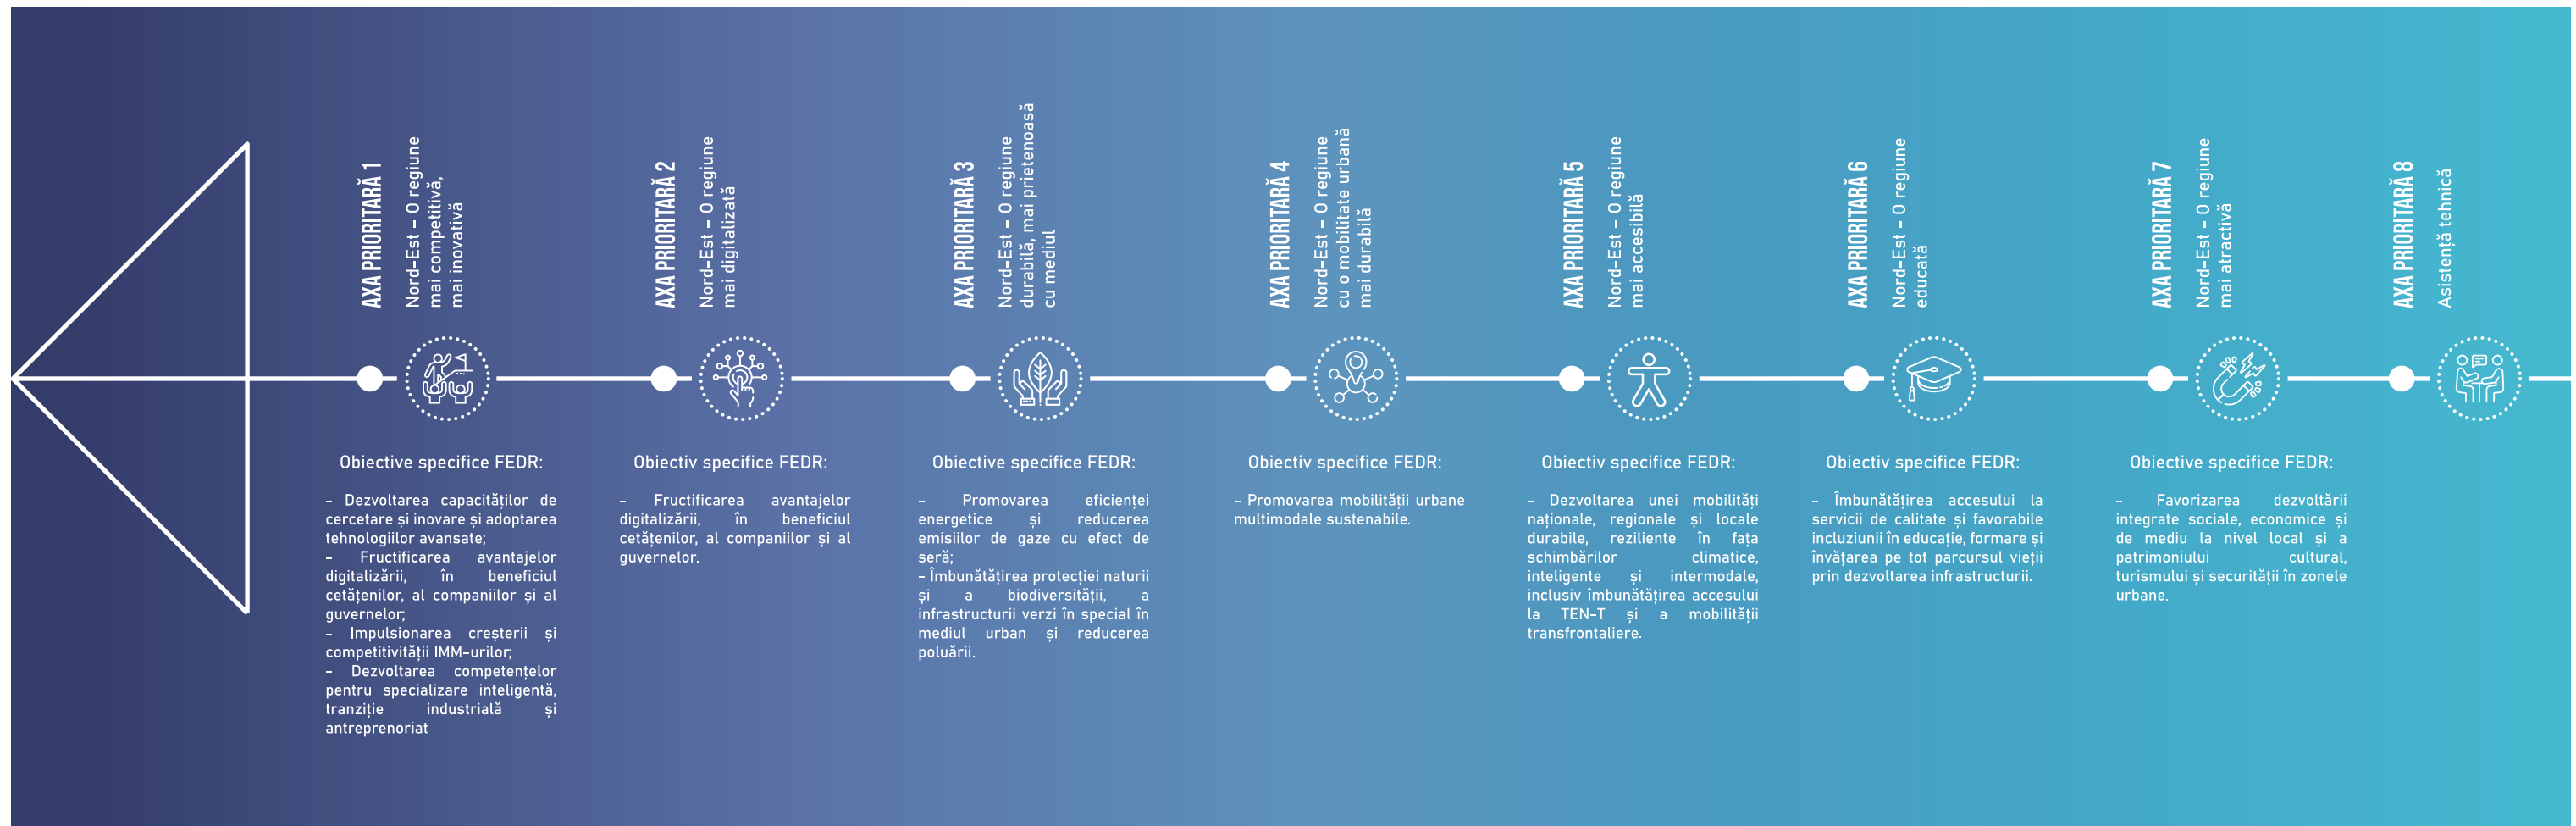 AXA PRIORITARĂ 1
Nord-Est - O regiune
mai competitivă,
mai inovativă
Obiective specifice FEDR:
- Dezvoltarea capacităților de
cercetare și inovare și adoptarea
tehnologiilor avansate;
- Fructificarea avantajelor
digitalizării, în beneficiul
cetățenilor, al companiilor și al
guvernelor;
- Impulsionarea creșterii și
competitivității IMM-urilor;
- Dezvoltarea competențelor
pentru specializare inteligentă,
tranziție industrială și
antreprenoriat
AXA PRIORITARĂ 2
Nord-Est - O regiune
mai digitalizată
Obiectiv specifice FEDR:
- Fructificarea avantajelor
digitalizării, în beneficiul
cetățenilor, al companiilor și al
guvernelor.
AXA PRIORITARĂ 3
Nord-Est - O regiune
durabilă, mai prietenoasă
cu mediul
Obiective specifice FEDR:
- Promovarea eficienței
energetice și reducerea
emisiilor de gaze cu efect de
seră;
- Îmbunătățirea protecției naturii
și a biodiversității, a
infrastructurii verzi în special în
mediul urban și reducerea
poluării.
AXA PRIORITARĂ 4
Nord-Est - O regiune
cu o mobilitate urbană
mai durabilă
Obiectiv specifice FEDR:
- Promovarea mobilității urbane
multimodale sustenabile.
AXA PRIORITARĂ 5
Nord-Est - O regiune
mai accesibilă
Obiectiv specifice FEDR:
- Dezvoltarea unei mobilități
naționale, regionale și locale
durabile, reziliente în fața
schimbărilor climatice,
inteligente și intermodale,
inclusiv îmbunătățirea accesului
la TEN-T și a mobilității
transfrontaliere.
AXA PRIORITARĂ 6
Nord-Est - O regiune
educată
Obiectiv specifice FEDR:
- Îmbunătățirea accesului la
servicii de calitate și favorabile
incluziunii în educație, formare și
învățarea pe tot parcursul vieții
prin dezvoltarea infrastructurii.
AXA PRIORITARĂ 7
Nord-Est - O regiune
mai atractivă
Obiective specifice FEDR:
- Favorizarea dezvoltării
integrate sociale, economice și
de mediu la nivel local și a
patrimoniului cultural,
turismului și securității în zonele
urbane.
AXA PRIORITARĂ 8
Asistență tehnică